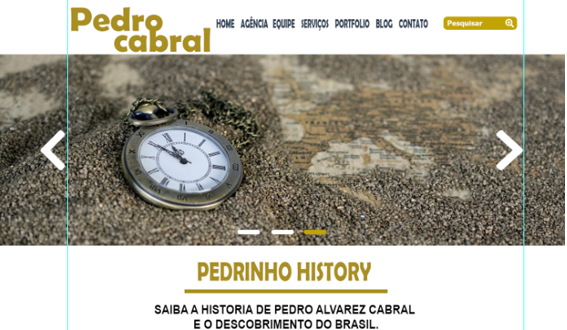 Pedro
cabral
HOME AGÊNCIA EQUIPE SERVIÇOS PORTFOLIO BLOG CONTATO
Pesquisar
PEDRINHO HISTORY
SAIBA A HISTORIA DE PEDRO ALVAREZ CABRAL
E O DESCOBRIMENTO DO BRASIL.